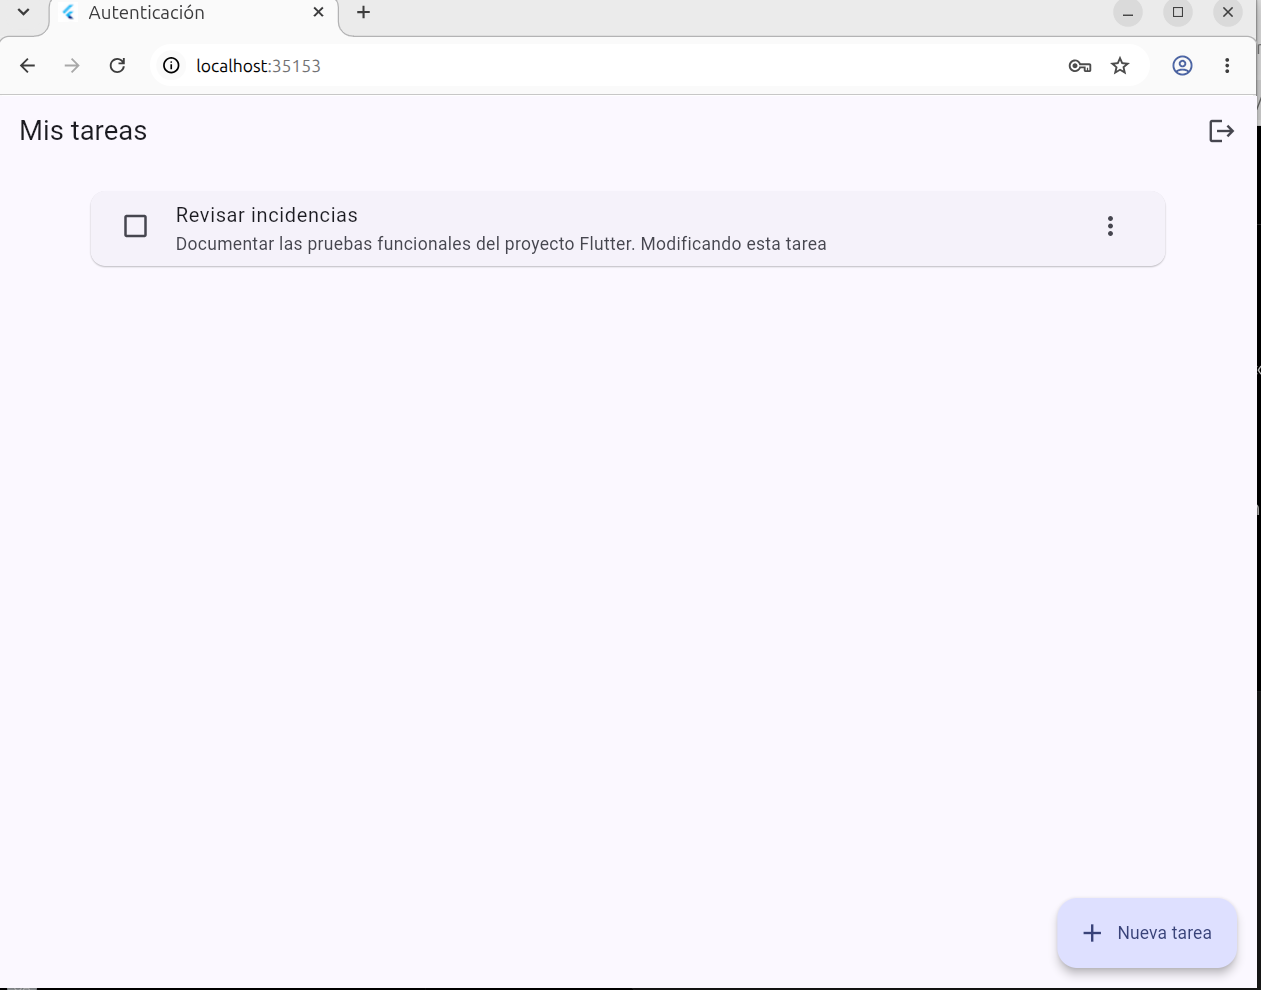 Autenticación
localhost:35153
Mis tareas
Revisar incidencias
Documentar las pruebas funcionales del proyecto Flutter. Modificando esta tarea
Nueva tarea